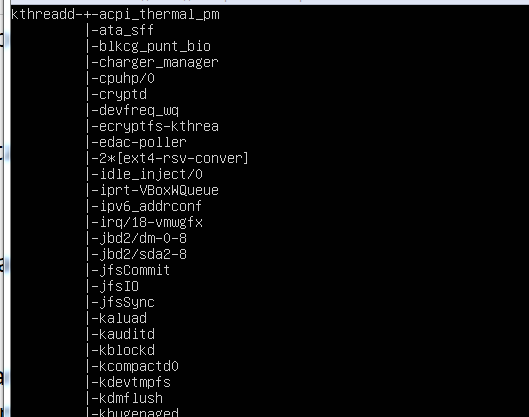 kthreadd-+-acpi_thermal_pm
|-ata_sff
|-blkcg_punt_bio
|-charger_manager
|-cpuhp/0
|-cryptd
|-devfreq_wq
|-ecryptfs-kthrea
|-edac-poller
|-2*[ext4-rsv-conver]
|-idle_inject/0
|-iprt-VBoxWQueue
|-ipv6_addrconf
|-irq/18-vmwgfx
|-jbd2/dm-0-8
|-jbd2/sda2-8
|-jfsCommit
|-jfsIO
|-jfsSync
|-kaluad
|-kauditd
|-kblockd
|-kcompactd0
|-kdevtmpfs
|-kdmflush
|-khugepaged